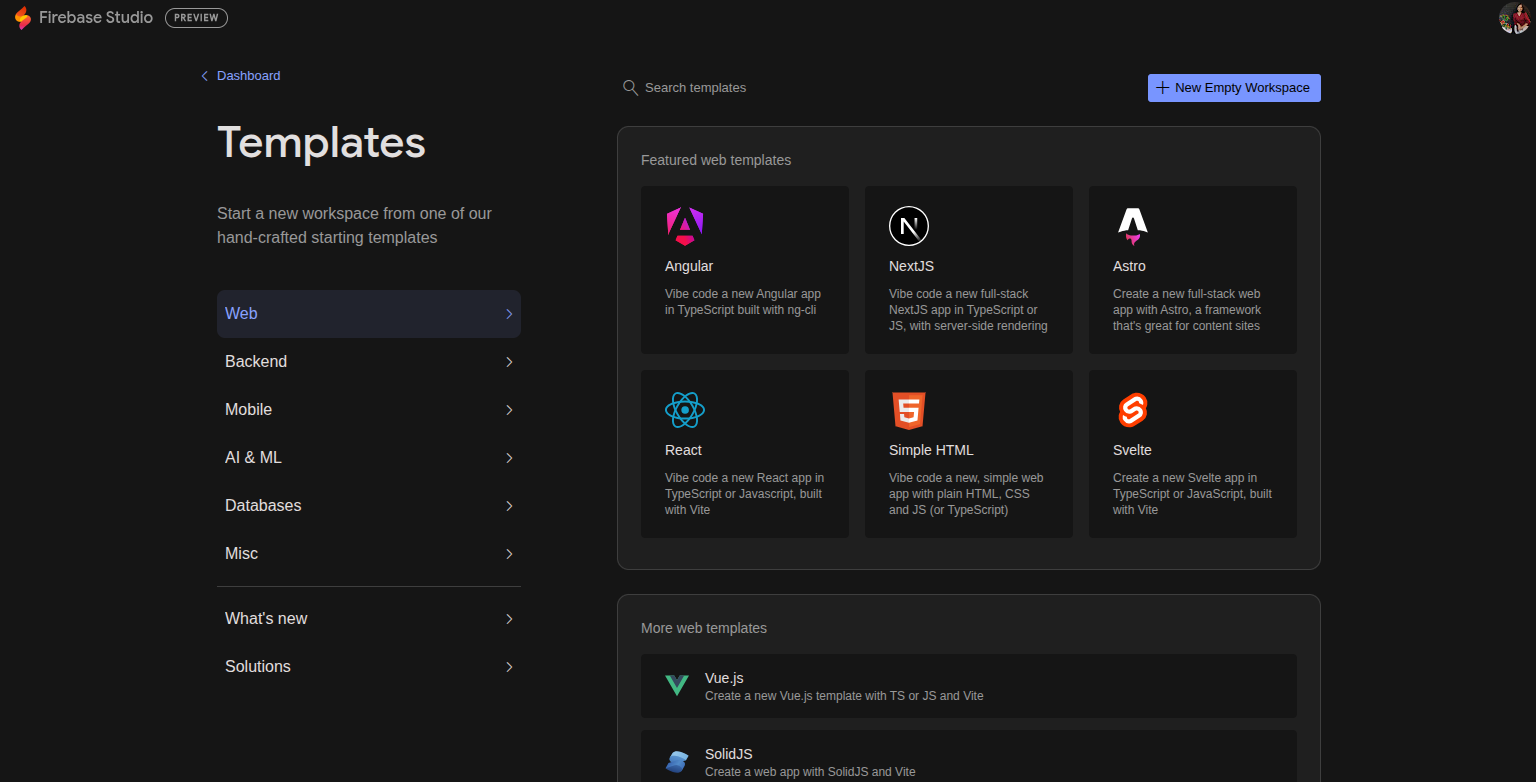 Firebase Studio
PREVIEW
Dashboard
Templates
Start a new workspace from one of our
hand-crafted starting templates
Web
Backend
Mobile
AI & ML
Databases
Misc
What's new
Solutions
Search templates
New Empty Workspace
Featured web templates
Angular
Vibe code a new Angular app
in TypeScript built with ng-cli
NextJS
Vibe code a new full-stack
NextJS app in TypeScript or
JS, with server-side rendering
Astro
Create a new full-stack web
app with Astro, a framework
that's great for content sites
React
Vibe code a new React app in
TypeScript or Javascript, built
with Vite
Simple HTML
Vibe code a new, simple web
app with plain HTML, CSS
and JS (or TypeScript)
Svelte
Create a new Svelte app in
TypeScript or JavaScript, built
with Vite
More web templates
Vue.js
Create a new Vue.js template with TS or JS and Vite
SolidJS
Create a web app with SolidJS and Vite